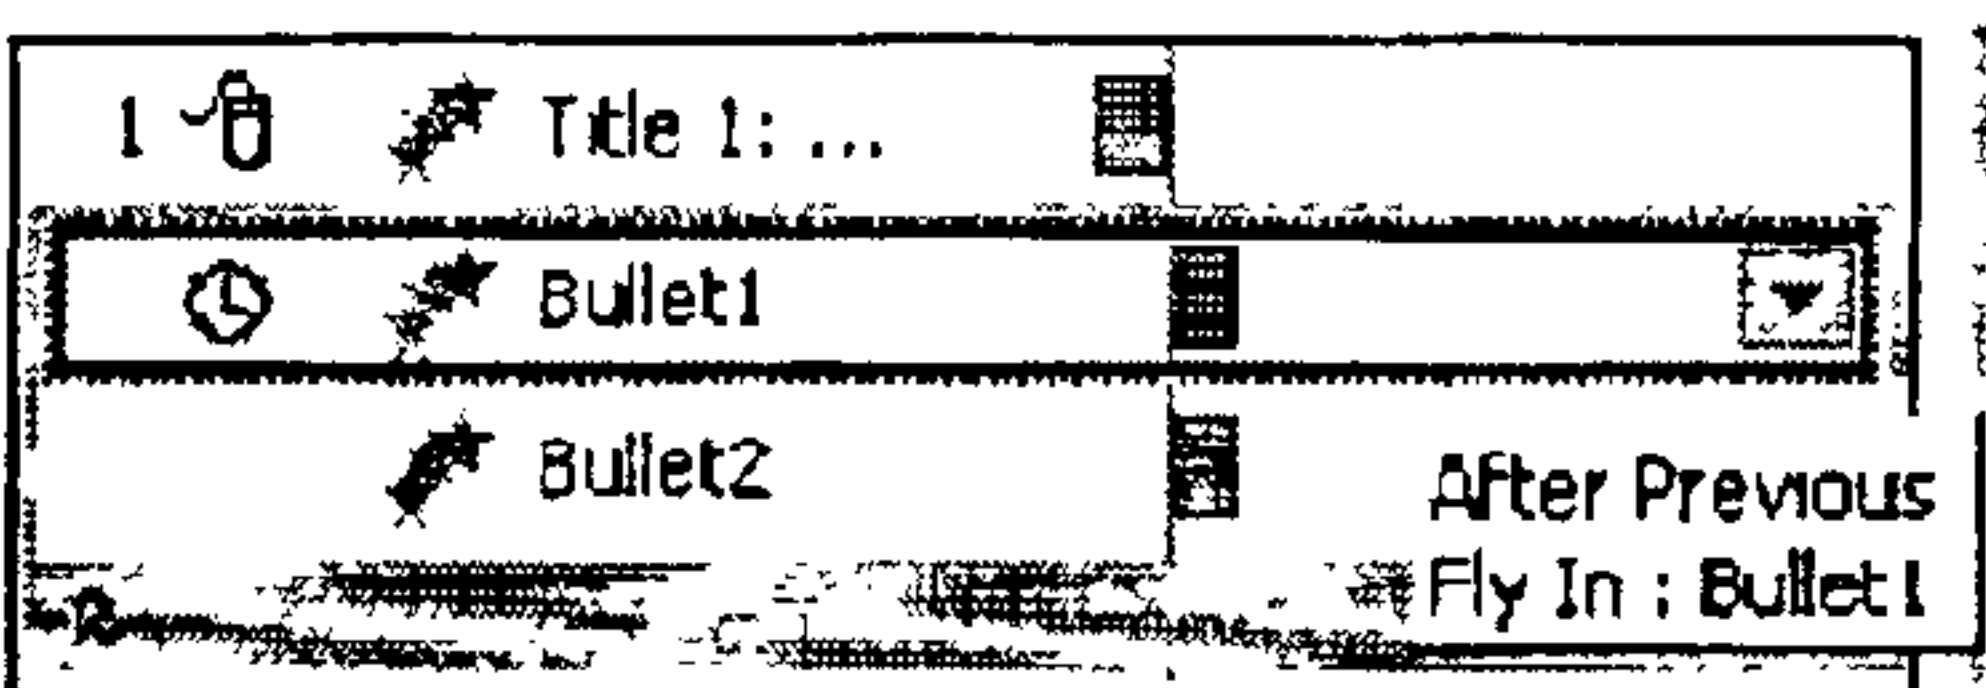 1 Title 1: ...
Bullet1
Bullet2
After Previous
Fly In : Bullet1